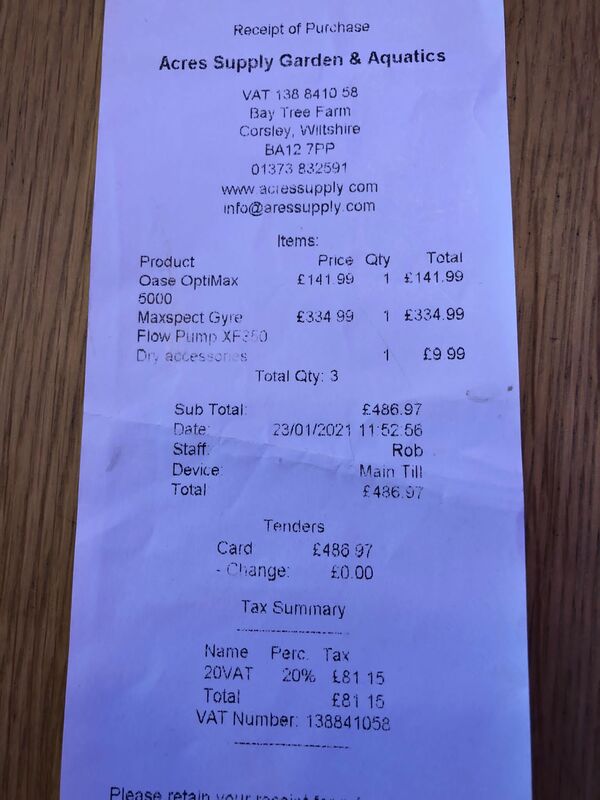 Receipt of Purchase
Acres Supply Garden & Aquatics
VAT 138 8410 58
Bay Tree Farm
Corsley, Wiltshire
BA12 7PP
01373 832591
www.acressupply.com
info@aressupply.com
Items:
Product Price Qty Total
Oase OptiMax £141.99 1 £141.99
5000
Maxspect Gyre £334.99 1 £334.99
Flow Pump XF350
Dry accessories 1 £9.99
Total Qty: 3
Sub Total: £486.97
Date: 23/01/2021 11:52:56
Staff: Rob
Device: Main Till
Total £486.97
Tenders
Card £486.97
- Change: £0.00
Tax Summary
Name Perc. Tax
20VAT 20% £81.15
Total £81.15
VAT Number: 138841058
Please retain your receipt for